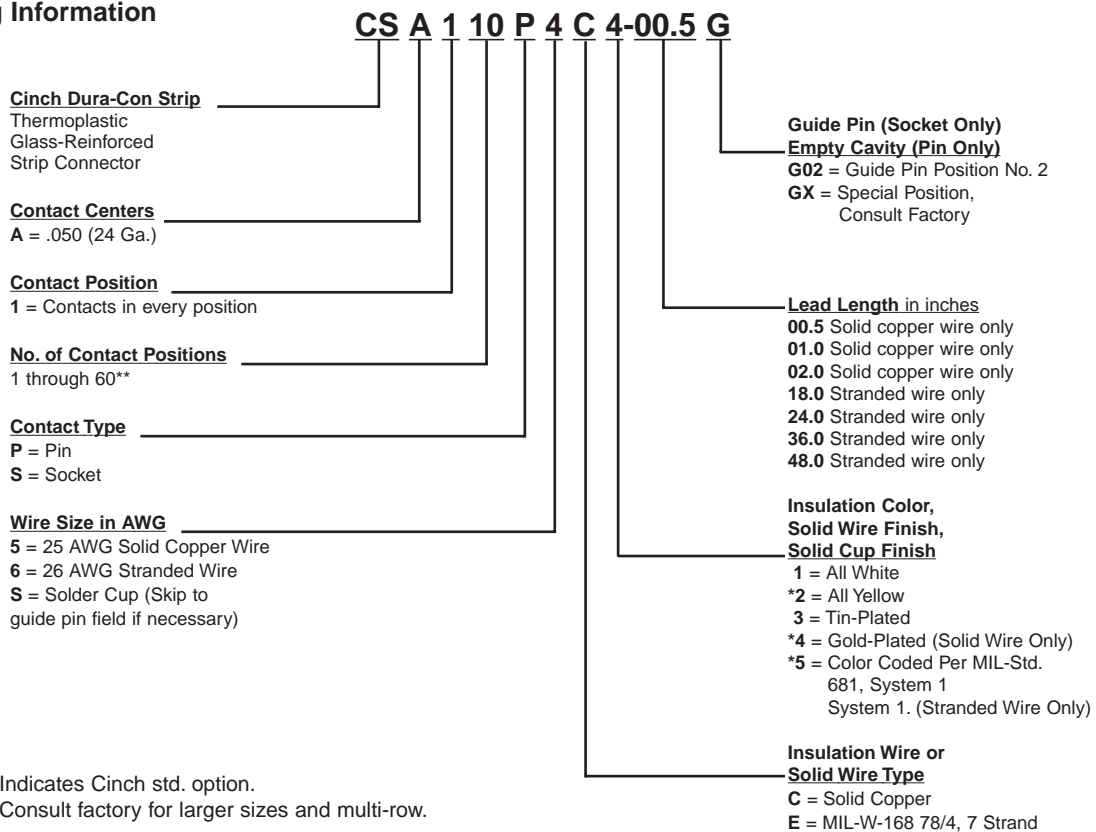 Information
CS A 1 10 P 4 C 4-00.5 G
Cinch Dura-Con Strip
Thermoplastic
Glass-Reinforced
Strip Connector
Contact Centers
A = .050 (24 Ga.)
Contact Position
1 = Contacts in every position
No. of Contact Positions
1 through 60**
Contact Type
P = Pin
S = Socket
Wire Size in AWG
5 = 25 AWG Solid Copper Wire
6 = 26 AWG Stranded Wire
S = Solder Cup (Skip to
guide pin field if necessary)
Guide Pin (Socket Only)
Empty Cavity (Pin Only)
G02 = Guide Pin Position No. 2
GX = Special Position,
Consult Factory
Lead Length in inches
00.5 Solid copper wire only
01.0 Solid copper wire only
02.0 Solid copper wire only
18.0 Stranded wire only
24.0 Stranded wire only
36.0 Stranded wire only
48.0 Stranded wire only
Insulation Color,
Solid Wire Finish,
Solid Cup Finish
1 = All White
*2 = All Yellow
3 = Tin-Plated
*4 = Gold-Plated (Solid Wire Only)
*5 = Color Coded Per MIL-Std.
681, System 1
System 1. (Stranded Wire Only)
Insulation Wire or
Solid Wire Type
C = Solid Copper
E = MIL-W-168 78/4, 7 Strand
Indicates Cinch std. option.
Consult factory for larger sizes and multi-row.